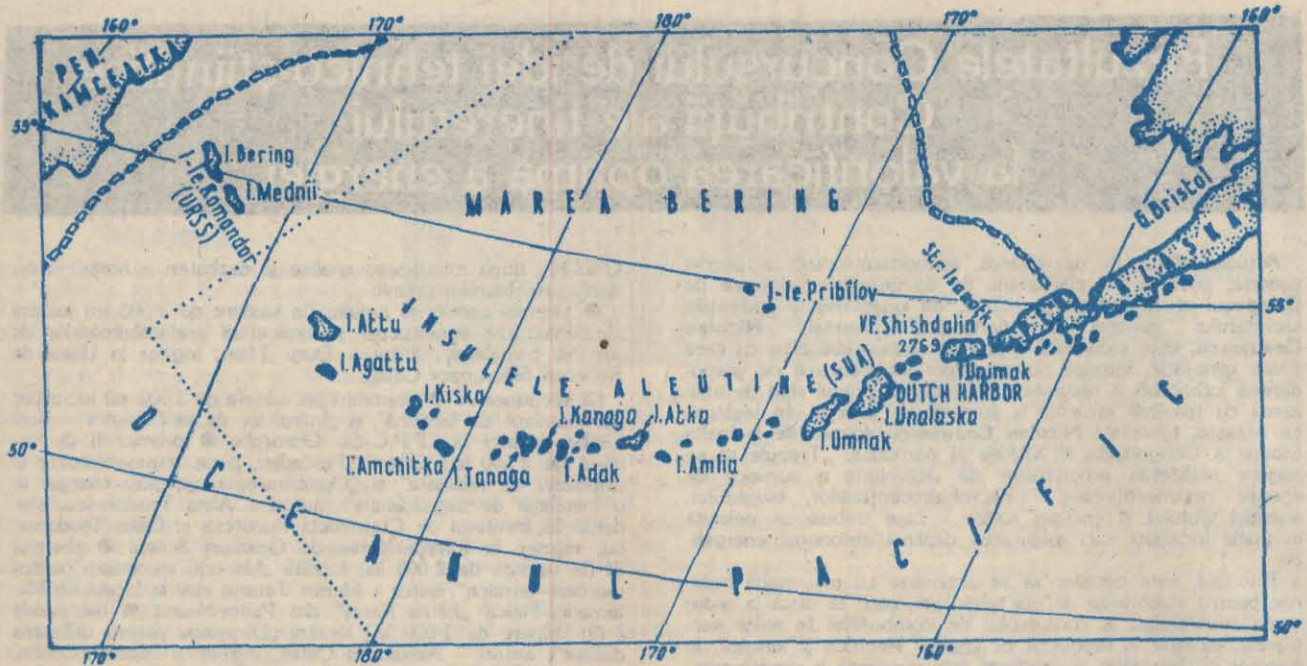 160°
170°
180°
170°
160°
PEN.
KAMCEATKA
55°
I. Bering
I. Mednii
I-le Komandor
(URSS)
MAREA BERING
G. Bristol
ALASKA
I-le. Pribîlov
55°
Str. Isanotk.
VF. Shishdalin
2769
I. Unimak
DUTCH HARBOR
I. Unalaska
I. Umnak
I. Attu
I. Agattu
INSULELE ALEUTINE (SUA)
I. Kiska
I. Kanaga
I. Atka
I. Amchitka
I. Tanaga
I. Adak
I. Amlia
50°
OCEANUL PACIFIC
50°
170°
180°
170°
160°